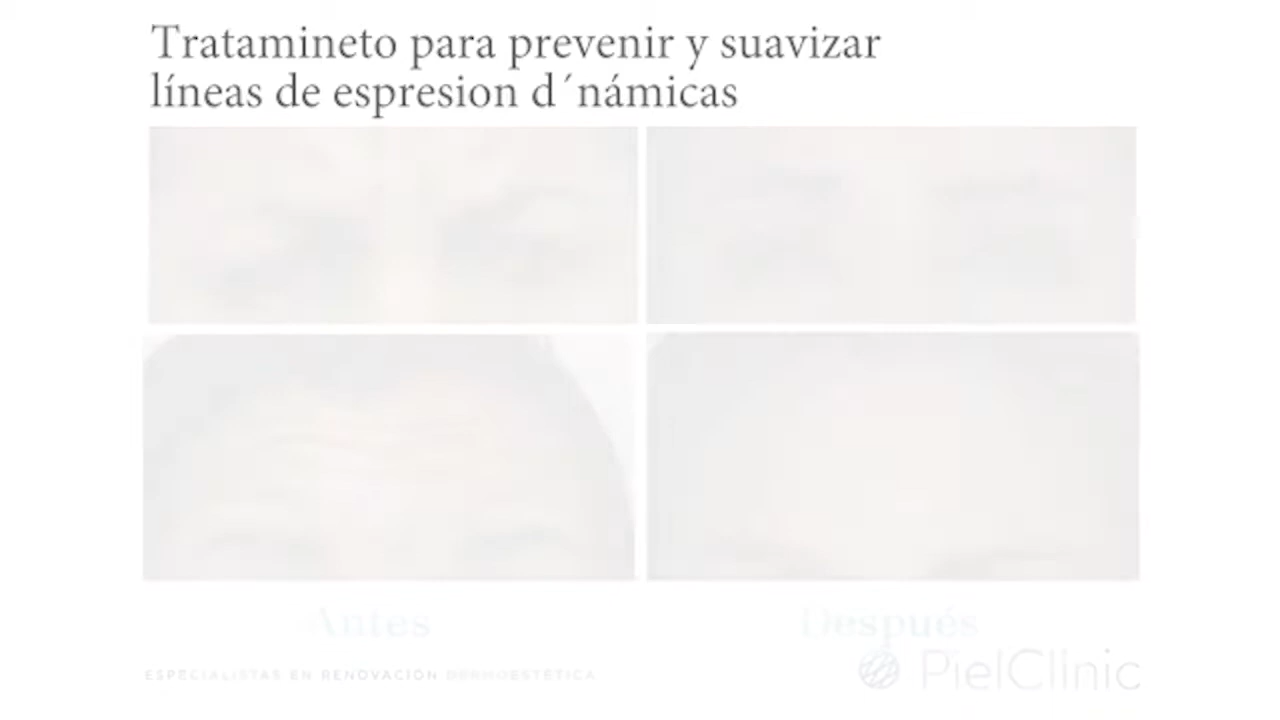 Tratamineto para prevenir y suavizar
líneas de espresion d´námicas
Antes
Después
ESPECIALISTAS EN RENOVACIÓN DERMOESTÉTICA
PielClinic